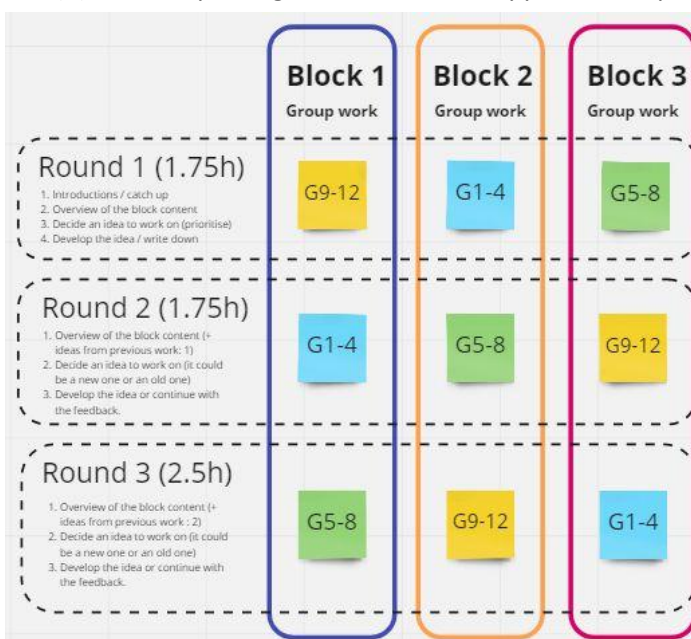 Block 1
Block 2
Block 3
Group work
Group work
Group work
Round 1 (1.75h)
1. Introductions / catch up
2. Overview of the block content
3. Decide an idea to work on (prioritise)
4. Develop the idea / write down
G9-12
G1-4
G5-8
Round 2 (1.75h)
1. Overview of the block content (+
ideas from previous work: 1)
2. Decide an idea to work on (it could
be a new one or an old one)
3. Develop the idea or continue with
the feedback.
G1-4
G5-8
G9-12
Round 3 (2.5h)
1. Overview of the block content (+
ideas from previous work : 2)
2. Decide an idea to work on (it could
be a new one or an old one)
3. Develop the idea or continue with
the feedback.
G5-8
G9-12
G1-4